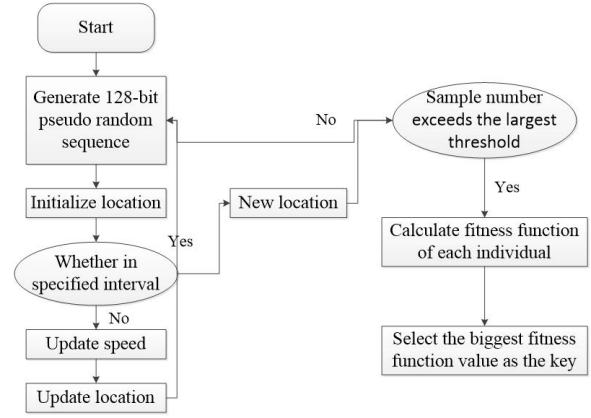 Start
Generate 128-bit
pseudo random
sequence
Initialize location
Whether in
specified interval
Yes
No
Update speed
Update location
New location
No
Sample number
exceeds the largest
threshold
Yes
Calculate fitness function
of each individual
Select the biggest fitness
function value as the key